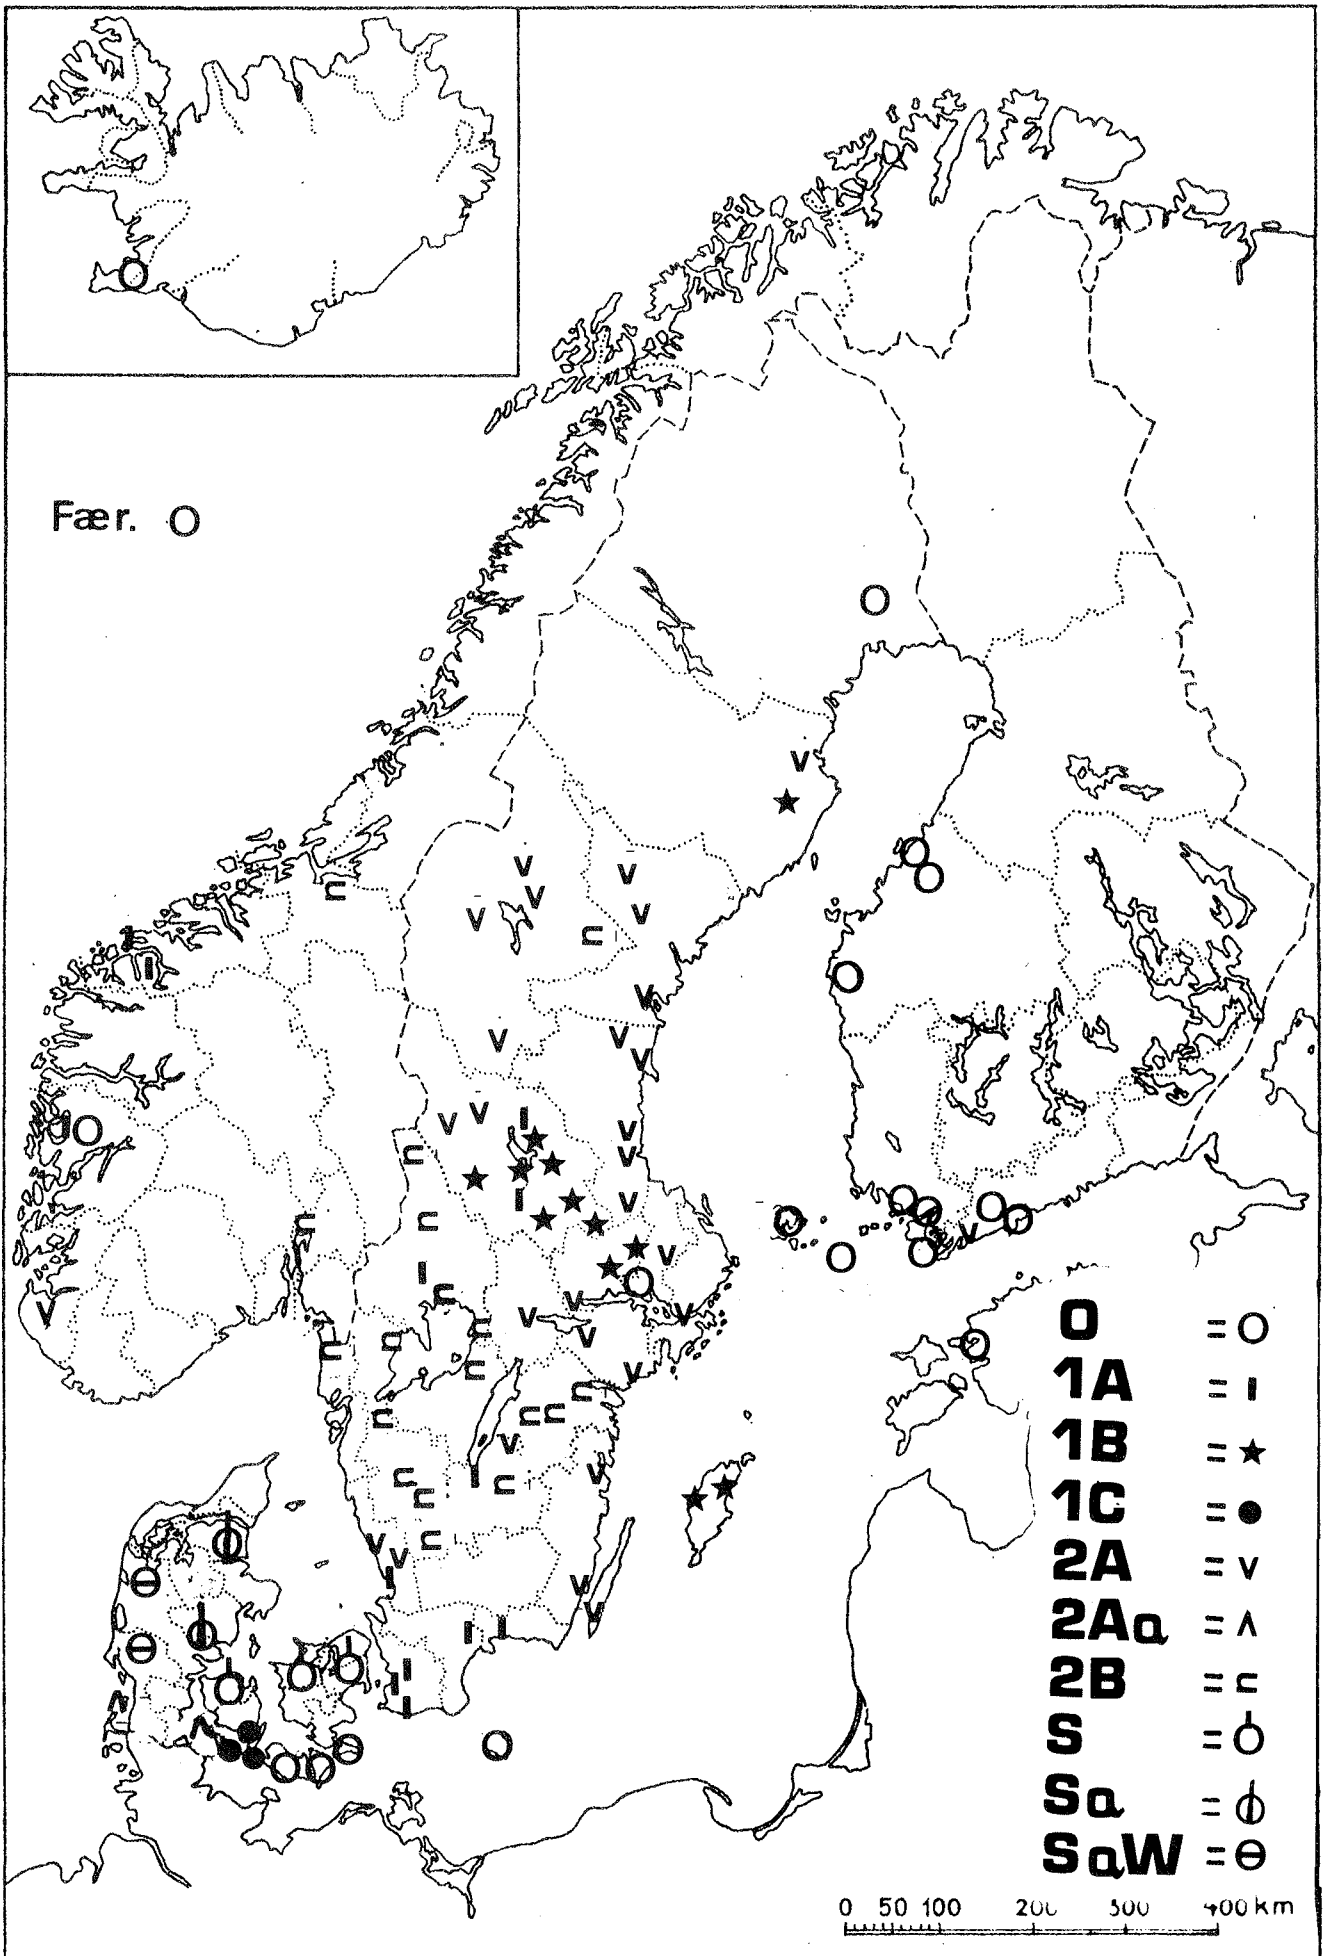 Fær. O
O = O
1A = ı
1B = ★
1C = ●
2A = v
2Aa = ʌ
2B = ⊏
S = ⍜
Sa = ⏀
SaW = ⊖
0 50 100 200 300 400 km